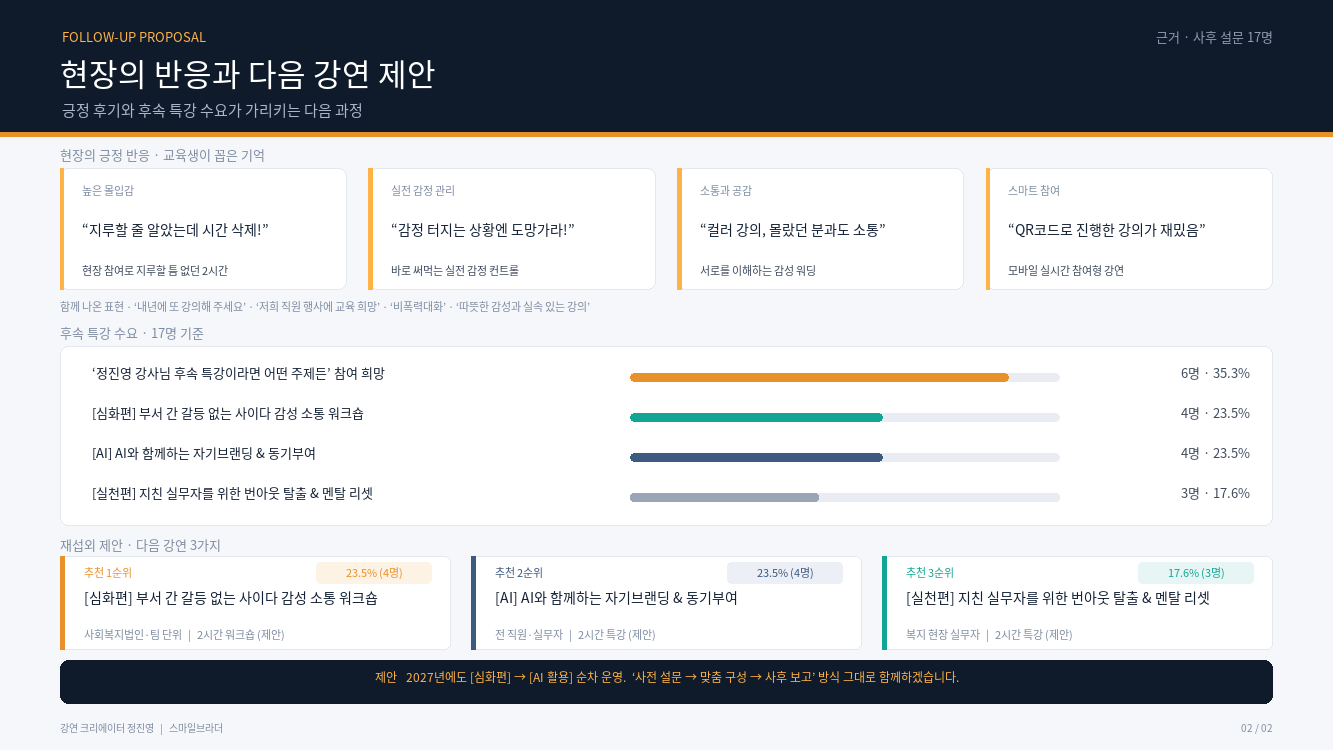 FOLLOW-UP PROPOSAL
근거 · 사후 설문 17명
현장의 반응과 다음 강연 제안
긍정 후기와 후속 특강 수요가 가리키는 다음 과정
현장의 긍정 반응 · 교육생이 꼽은 기억
높은 몰입감
“지루할 줄 알았는데 시간 삭제!”
현장 참여로 지루할 틈 없던 2시간
실전 감정 관리
“감정 터지는 상황엔 도망가라!”
바로 써먹는 실전 감정 컨트롤
소통과 공감
“컬러 강의, 몰랐던 분과도 소통”
서로를 이해하는 감성 워딩
스마트 참여
“QR코드로 진행한 강의가 재밌음”
모바일 실시간 참여형 강연
함께 나온 표현 · ‘내년에 또 강의해 주세요’ · ‘저희 직원 행사에 교육 희망’ · ‘비폭력대화’ · ‘따뜻한 감성과 실속 있는 강의’
후속 특강 수요 · 17명 기준
‘정진영 강사님 후속 특강이라면 어떤 주제든’ 참여 희망
6명 · 35.3%
[심화편] 부서 간 갈등 없는 사이다 감성 소통 워크숍
4명 · 23.5%
[AI] AI와 함께하는 자기브랜딩 & 동기부여
4명 · 23.5%
[실천편] 지친 실무자를 위한 번아웃 탈출 & 멘탈 리셋
3명 · 17.6%
재섭외 제안 · 다음 강연 3가지
추천 1순위
23.5% (4명)
[심화편] 부서 간 갈등 없는 사이다 감성 소통 워크숍
사회복지법인·팀 단위 | 2시간 워크숍 (제안)
추천 2순위
23.5% (4명)
[AI] AI와 함께하는 자기브랜딩 & 동기부여
전 직원·실무자 | 2시간 특강 (제안)
추천 3순위
17.6% (3명)
[실천편] 지친 실무자를 위한 번아웃 탈출 & 멘탈 리셋
복지 현장 실무자 | 2시간 특강 (제안)
제안 2027년에도 [심화편] → [AI 활용] 순차 운영. ‘사전 설문 → 맞춤 구성 → 사후 보고’ 방식 그대로 함께하겠습니다.
강연 크리에이터 정진영 | 스마일브라더
02 / 02